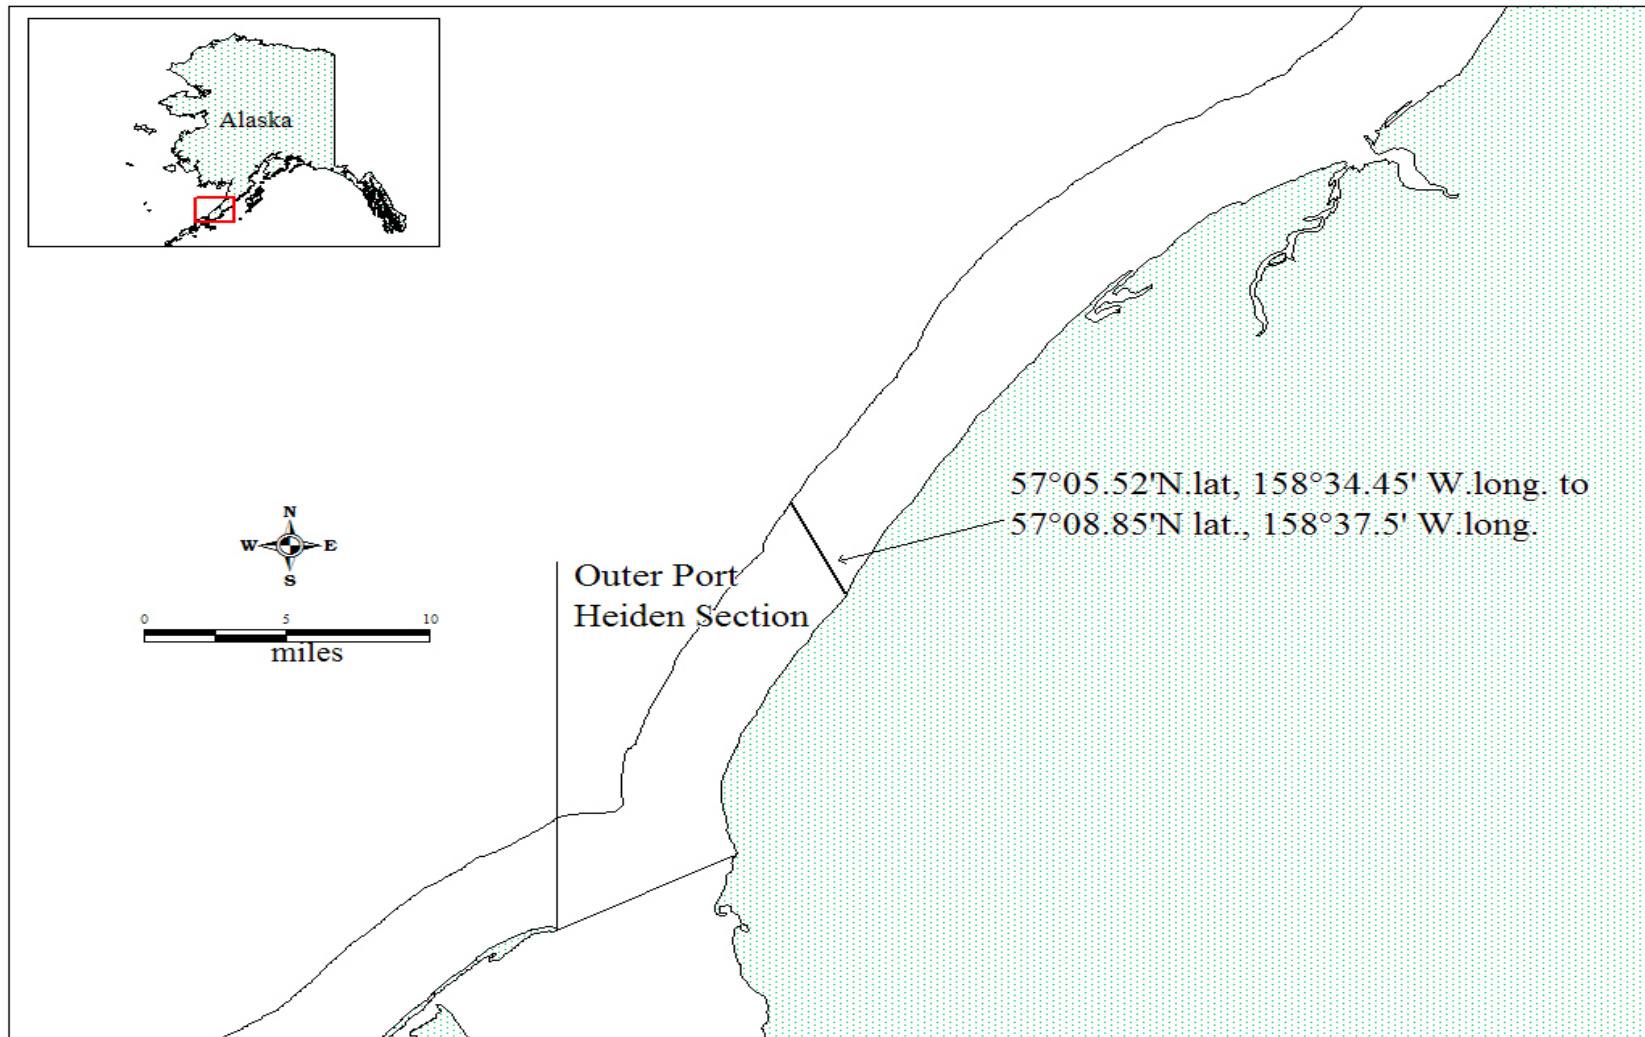 Alaska
57°05.52'N.lat, 158°34.45' W.long. to
57°08.85'N lat., 158°37.5' W.long.
N
W E
S
Outer Port
Heiden Section
0 5 10
miles